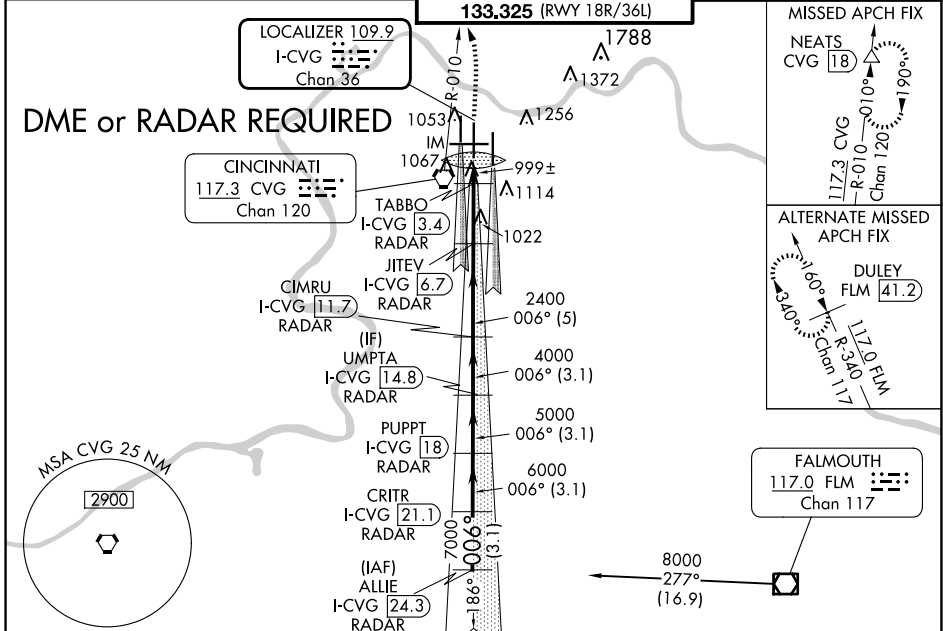 133.325 (RWY 18R/36L)
LOCALIZER 109.9
I-CVG
Chan 36
DME or RADAR REQUIRED
CINCINNATI
117.3 CVG
Chan 120
R-010
1788
1372
1256
1053
IM
1067
999±
1114
1022
TABBO
I-CVG 3.4
RADAR
JITEV
I-CVG 6.7
RADAR
CIMRU
I-CVG 11.7
RADAR
2400
006° (5)
(IF)
UMPTA
I-CVG 14.8
RADAR
4000
006° (3.1)
PUPPT
I-CVG 18
RADAR
5000
006° (3.1)
CRITR
I-CVG 21.1
RADAR
6000
006° (3.1)
(IAF)
ALLIE
I-CVG 24.3
RADAR
7000
006°
(3.1)
186°
MSA CVG 25 NM
2900
MISSED APCH FIX
NEATS
CVG 18
010°
190°
117.3 CVG
R-010
Chan 120
ALTERNATE MISSED
APCH FIX
DULEY
FLM 41.2
160°
340°
117.0 FLM
R-340
Chan 117
FALMOUTH
117.0 FLM
Chan 117
8000
277°
(16.9)